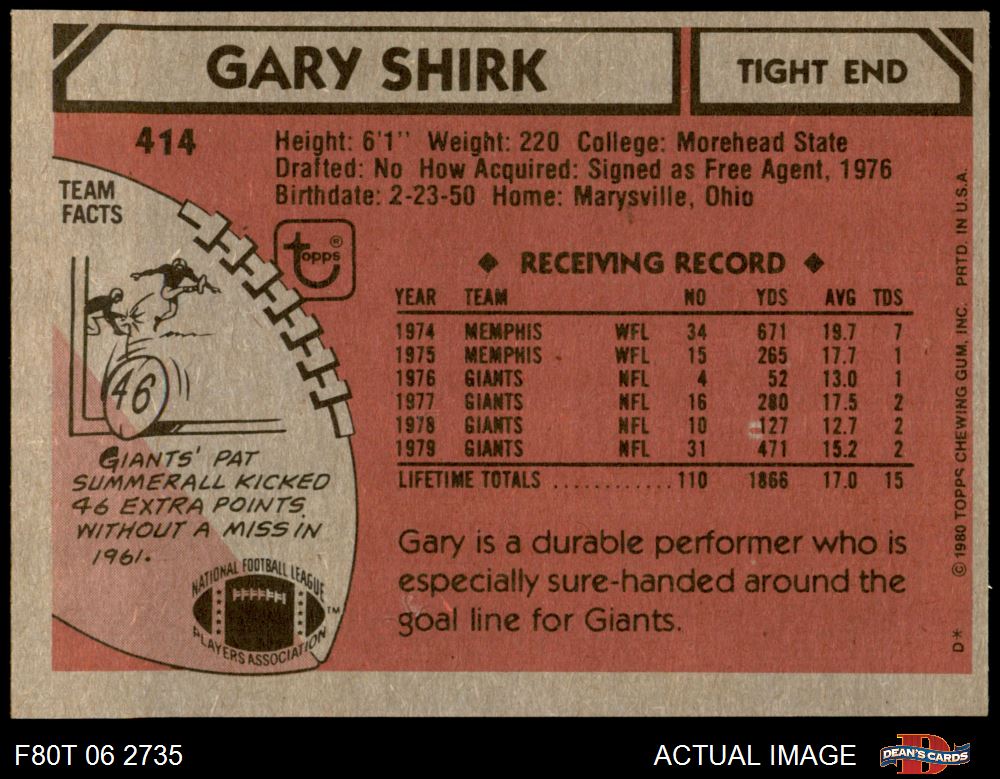 GARY SHIRK
TIGHT END
414
Height: 6'1" Weight: 220 College: Morehead State
Drafted: No How Acquired: Signed as Free Agent, 1976
Birthdate: 2-23-50 Home: Marysville, Ohio
TEAM
FACTS
topps®
46
GIANTS' PAT
SUMMERALL KICKED
46 EXTRA POINTS
WITHOUT A MISS IN
1961.
NATIONAL FOOTBALL LEAGUE
PLAYERS ASSOCIATION
TM
◆ RECEIVING RECORD ◆
YEAR TEAM NO YDS AVG TDS
1974 MEMPHIS WFL 34 671 19.7 7
1975 MEMPHIS WFL 15 265 17.7 1
1976 GIANTS NFL 4 52 13.0 1
1977 GIANTS NFL 16 280 17.5 2
1978 GIANTS NFL 10 127 12.7 2
1979 GIANTS NFL 31 471 15.2 2
LIFETIME TOTALS ............ 110 1866 17.0 15
Gary is a durable performer who is
especially sure-handed around the
goal line for Giants.
D* © 1980 TOPPS CHEWING GUM, INC. PRTD. IN U.S.A.
F80T 06 2735
ACTUAL IMAGE
DEAN'S CARDS